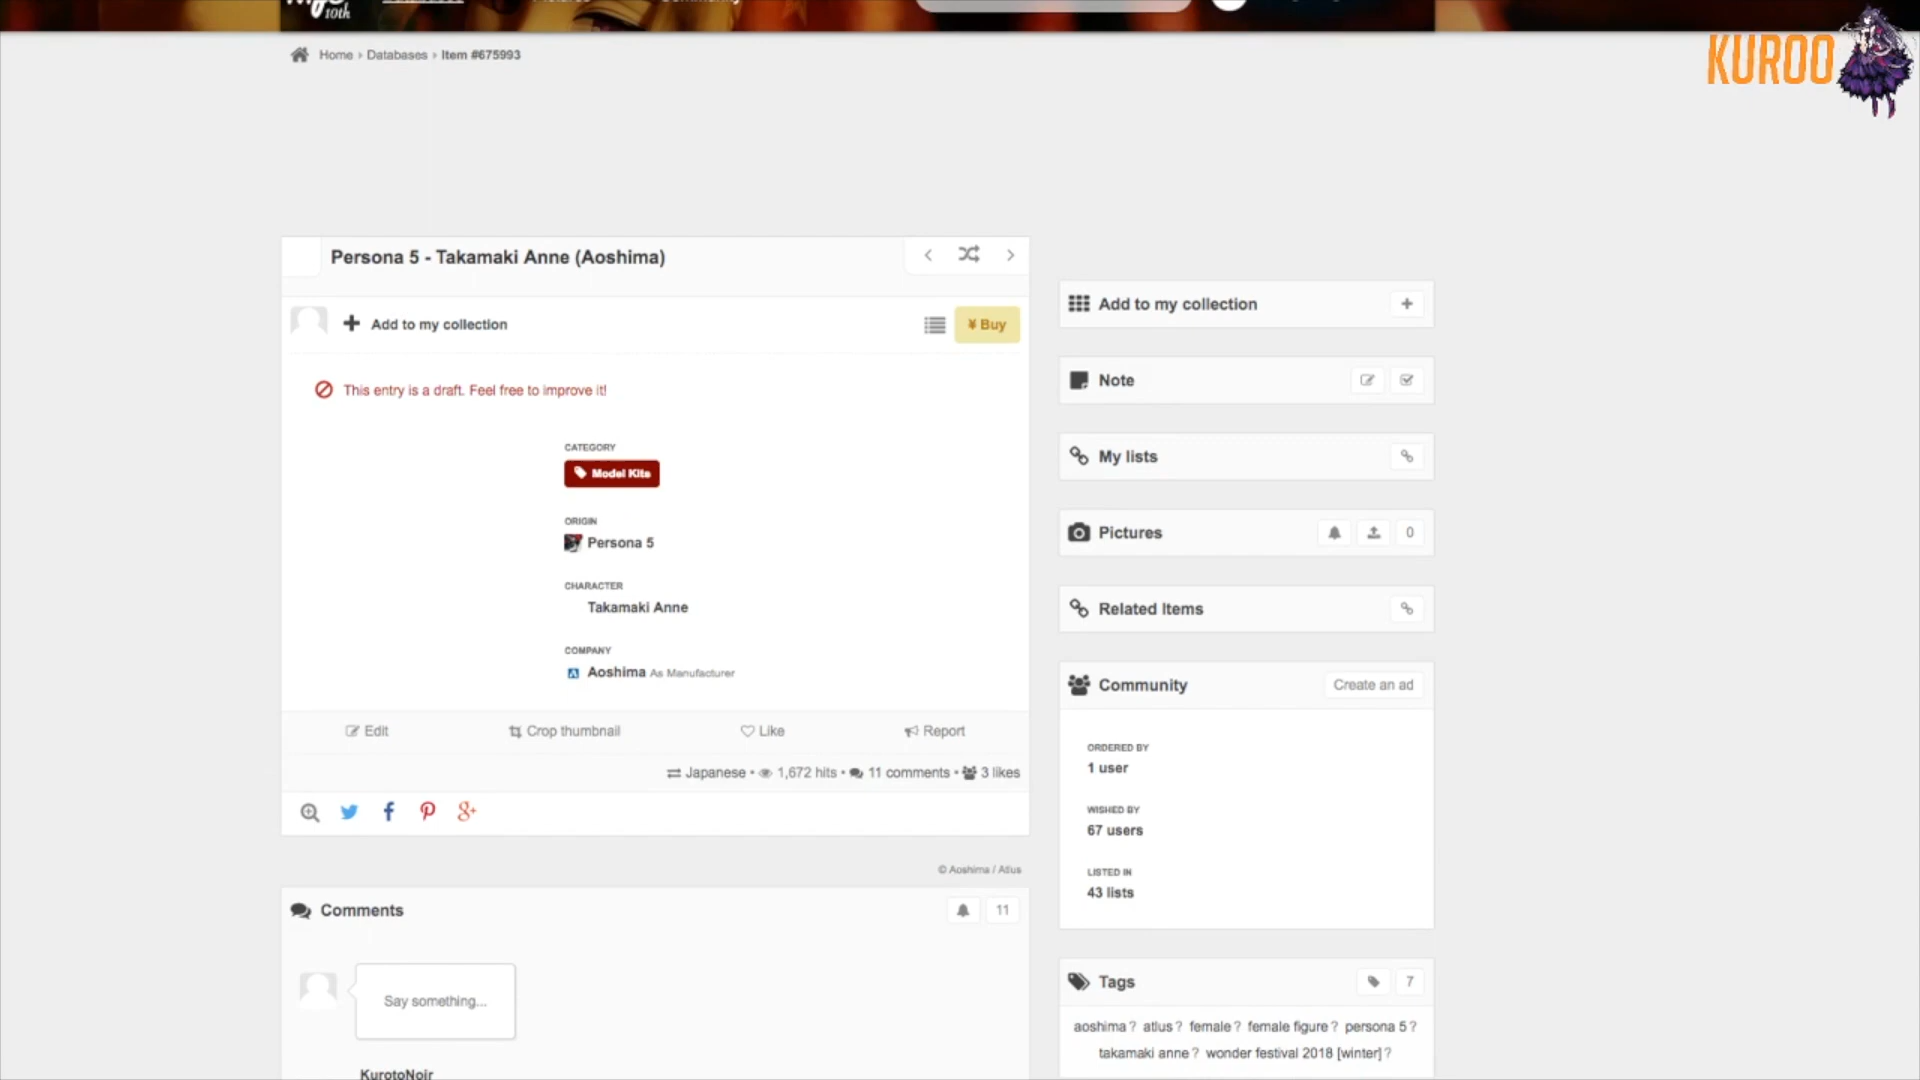 10th
KUROO
Home › Databases › Item #675993
Persona 5 - Takamaki Anne (Aoshima)
Add to my collection
¥ Buy
This entry is a draft. Feel free to improve it!
CATEGORY
Model Kits
ORIGIN
Persona 5
CHARACTER
Takamaki Anne
COMPANY
Aoshima As Manufacturer
Edit
Crop thumbnail
Like
Report
Japanese • 1,672 hits • 11 comments • 3 likes
© Aoshima / Atlus
Comments
11
Say something...
KurotoNoir
Add to my collection
+
Note
My lists
Pictures
0
Related Items
Community
Create an ad
ORDERED BY
1 user
WISHED BY
67 users
LISTED IN
43 lists
Tags
7
aoshima ? atlus ? female ? female figure ? persona 5 ?
takamaki anne ? wonder festival 2018 [winter] ?